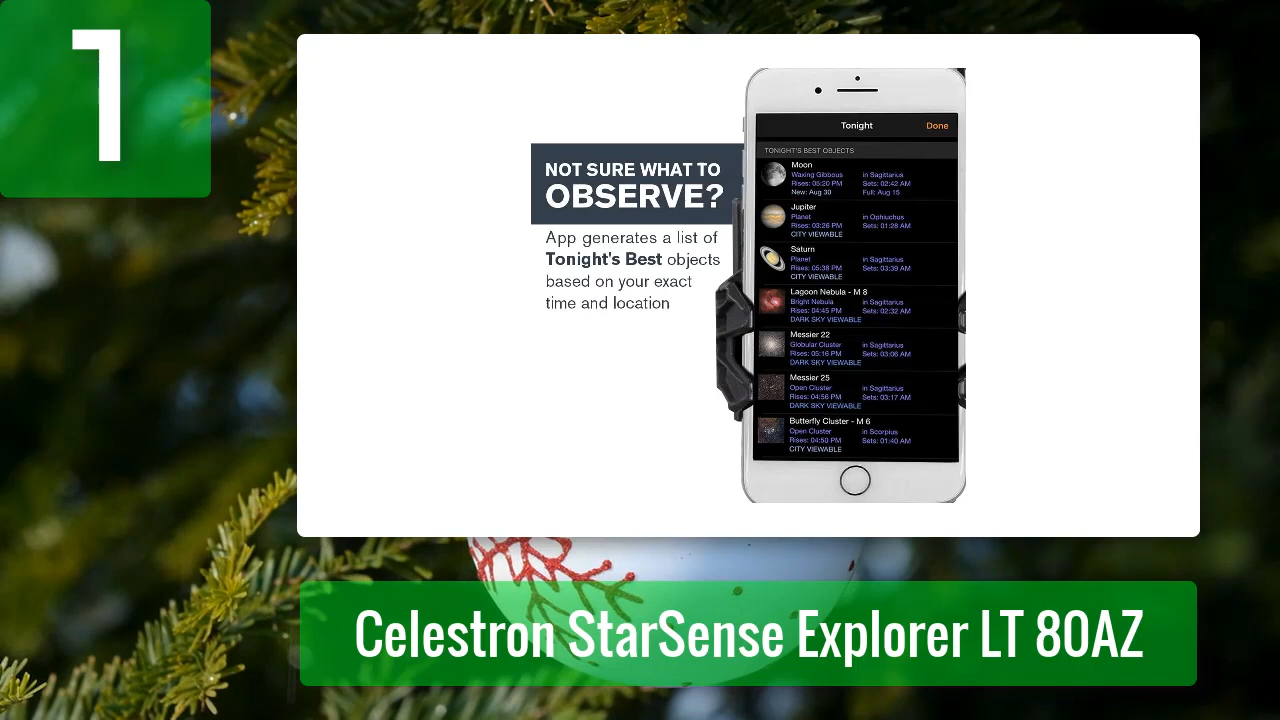 1
NOT SURE WHAT TO
OBSERVE?
App generates a list of
Tonight's Best objects
based on your exact
time and location
Tonight Done
TONIGHT'S BEST OBJECTS
Moon
Waxing Gibbous in Sagittarius
Rises: 05:20 PM Sets: 02:42 AM
New: Aug 30 Full: Aug 15
Jupiter
Planet in Ophiuchus
Rises: 03:26 PM Sets: 01:28 AM
CITY VIEWABLE
Saturn
Planet in Sagittarius
Rises: 05:38 PM Sets: 03:39 AM
CITY VIEWABLE
Lagoon Nebula - M 8
Bright Nebula in Sagittarius
Rises: 04:45 PM Sets: 02:32 AM
DARK SKY VIEWABLE
Messier 22
Globular Cluster in Sagittarius
Rises: 05:16 PM Sets: 03:06 AM
DARK SKY VIEWABLE
Messier 25
Open Cluster in Sagittarius
Rises: 04:56 PM Sets: 03:17 AM
DARK SKY VIEWABLE
Butterfly Cluster - M 6
Open Cluster in Scorpius
Rises: 04:50 PM Sets: 01:40 AM
CITY VIEWABLE
Celestron StarSense Explorer LT 80AZ